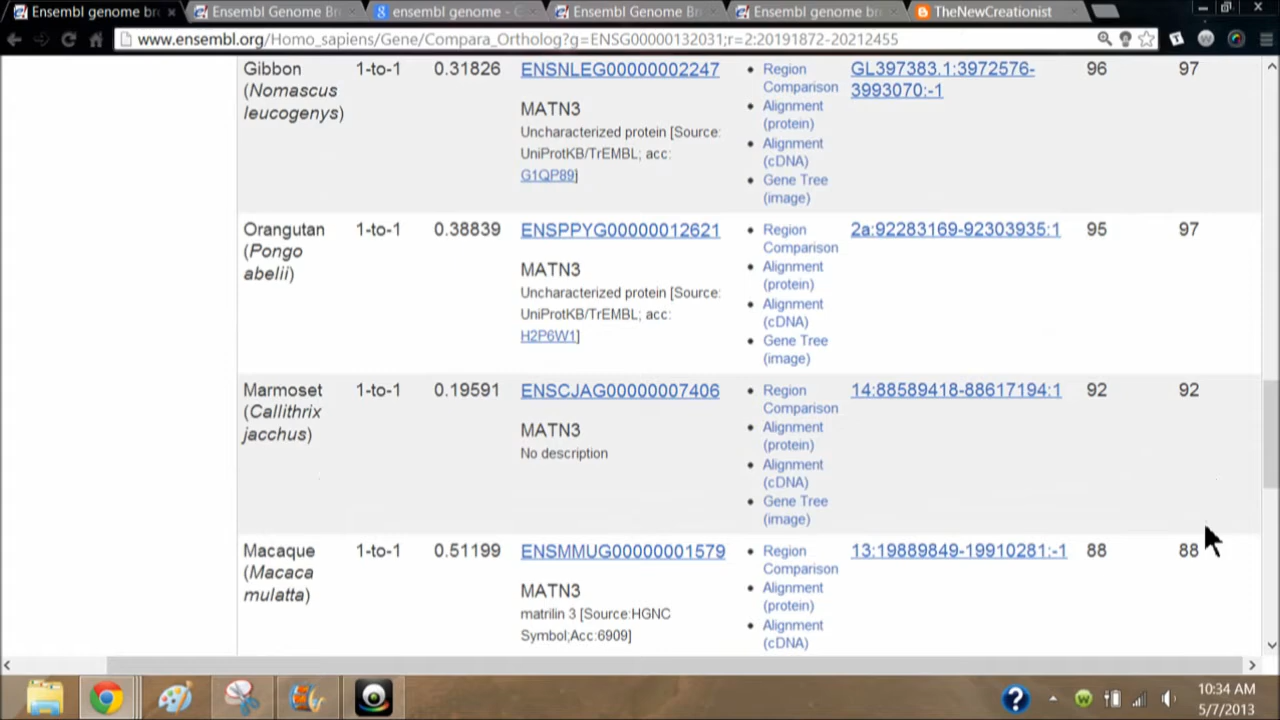 Ensembl genome bro
Ensembl Genome Br
ensembl genome - G
Ensembl Genome Br
Ensembl genome br
TheNewCreationist
www.ensembl.org/Homo_sapiens/Gene/Compara_Ortholog?g=ENSG00000132031;r=2:20191872-20212455
Gibbon 1-to-1 0.31826 ENSNLEG00000002247 • Region GL397383.1:3972576- 96 97
(Nomascus Comparison 3993070:-1
leucogenys) MATN3 • Alignment
Uncharacterized protein [Source: (protein)
UniProtKB/TrEMBL; acc: • Alignment
G1QP89] (cDNA)
• Gene Tree
(image)
Orangutan 1-to-1 0.38839 ENSPPYG00000012621 • Region 2a:92283169-92303935:1 95 97
(Pongo Comparison
abelii) MATN3 • Alignment
Uncharacterized protein [Source: (protein)
UniProtKB/TrEMBL; acc: • Alignment
H2P6W1] (cDNA)
• Gene Tree
(image)
Marmoset 1-to-1 0.19591 ENSCJAG00000007406 • Region 14:88589418-88617194:1 92 92
(Callithrix Comparison
jacchus) MATN3 • Alignment
No description (protein)
• Alignment
(cDNA)
• Gene Tree
(image)
Macaque 1-to-1 0.51199 ENSMMUG00000001579 • Region 13:19889849-19910281:-1 88 88
(Macaca Comparison
mulatta) MATN3 • Alignment
matrilin 3 [Source:HGNC (protein)
Symbol;Acc:6909] • Alignment
(cDNA)
10:34 AM
5/7/2013